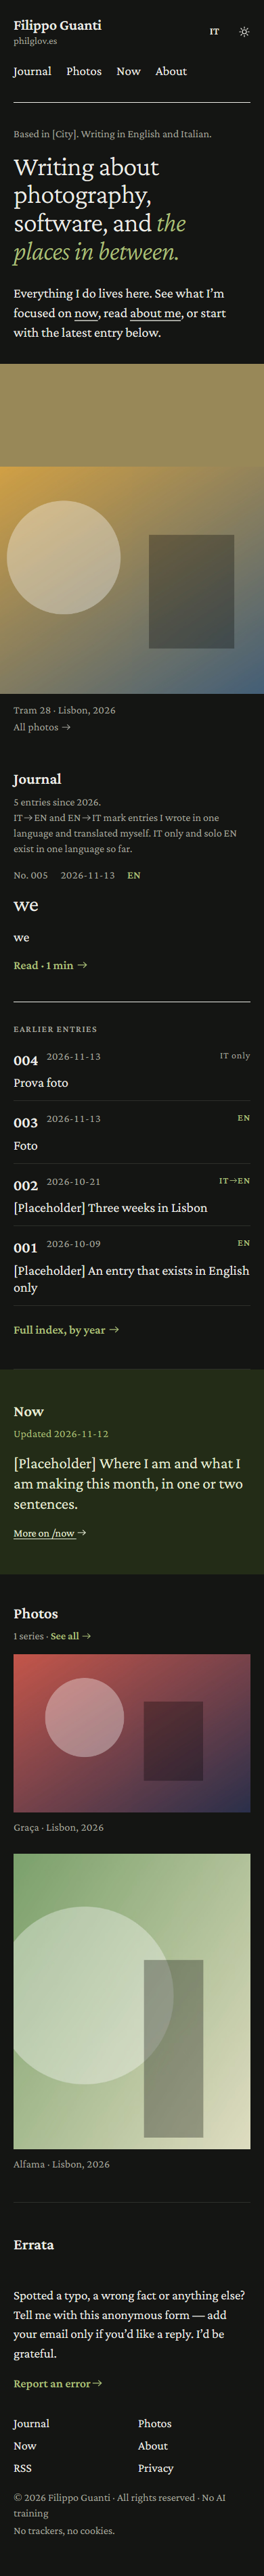 Filippo Guanti
IT
philglov.es
Journal Photos Now About
Based in [City]. Writing in English and Italian.
Writing about
photography,
software, and the
places in between.
Everything I do lives here. See what I’m
focused on now, read about me, or start
with the latest entry below.
Tram 28 · Lisbon, 2026
All photos →
Journal
5 entries since 2026.
IT→EN and EN→IT mark entries I wrote in one
language and translated myself. IT only and solo EN
exist in one language so far.
No. 005 2026-11-13 EN
we
we
Read · 1 min →
EARLIER ENTRIES
004 2026-11-13 IT only
Prova foto
003 2026-11-13 EN
Foto
002 2026-10-21 IT→EN
[Placeholder] Three weeks in Lisbon
001 2026-10-09 EN
[Placeholder] An entry that exists in English
only
Full index, by year →
Now
Updated 2026-11-12
[Placeholder] Where I am and what I
am making this month, in one or two
sentences.
More on /now →
Photos
1 series · See all →
Graça · Lisbon, 2026
Alfama · Lisbon, 2026
Errata
Spotted a typo, a wrong fact or anything else?
Tell me with this anonymous form — add
your email only if you’d like a reply. I’d be
grateful.
Report an error→
Journal Photos
Now About
RSS Privacy
© 2026 Filippo Guanti · All rights reserved · No AI
training
No trackers, no cookies.